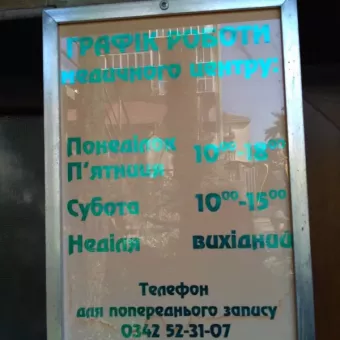 ГРАФІК РОБОТИ
медичного центру:
Понеділок
П'ятниця 10⁰⁰-18⁰⁰
Субота 10⁰⁰-15⁰⁰
Неділя вихідний
Телефон
для попереднього запису
0342 52-31-07